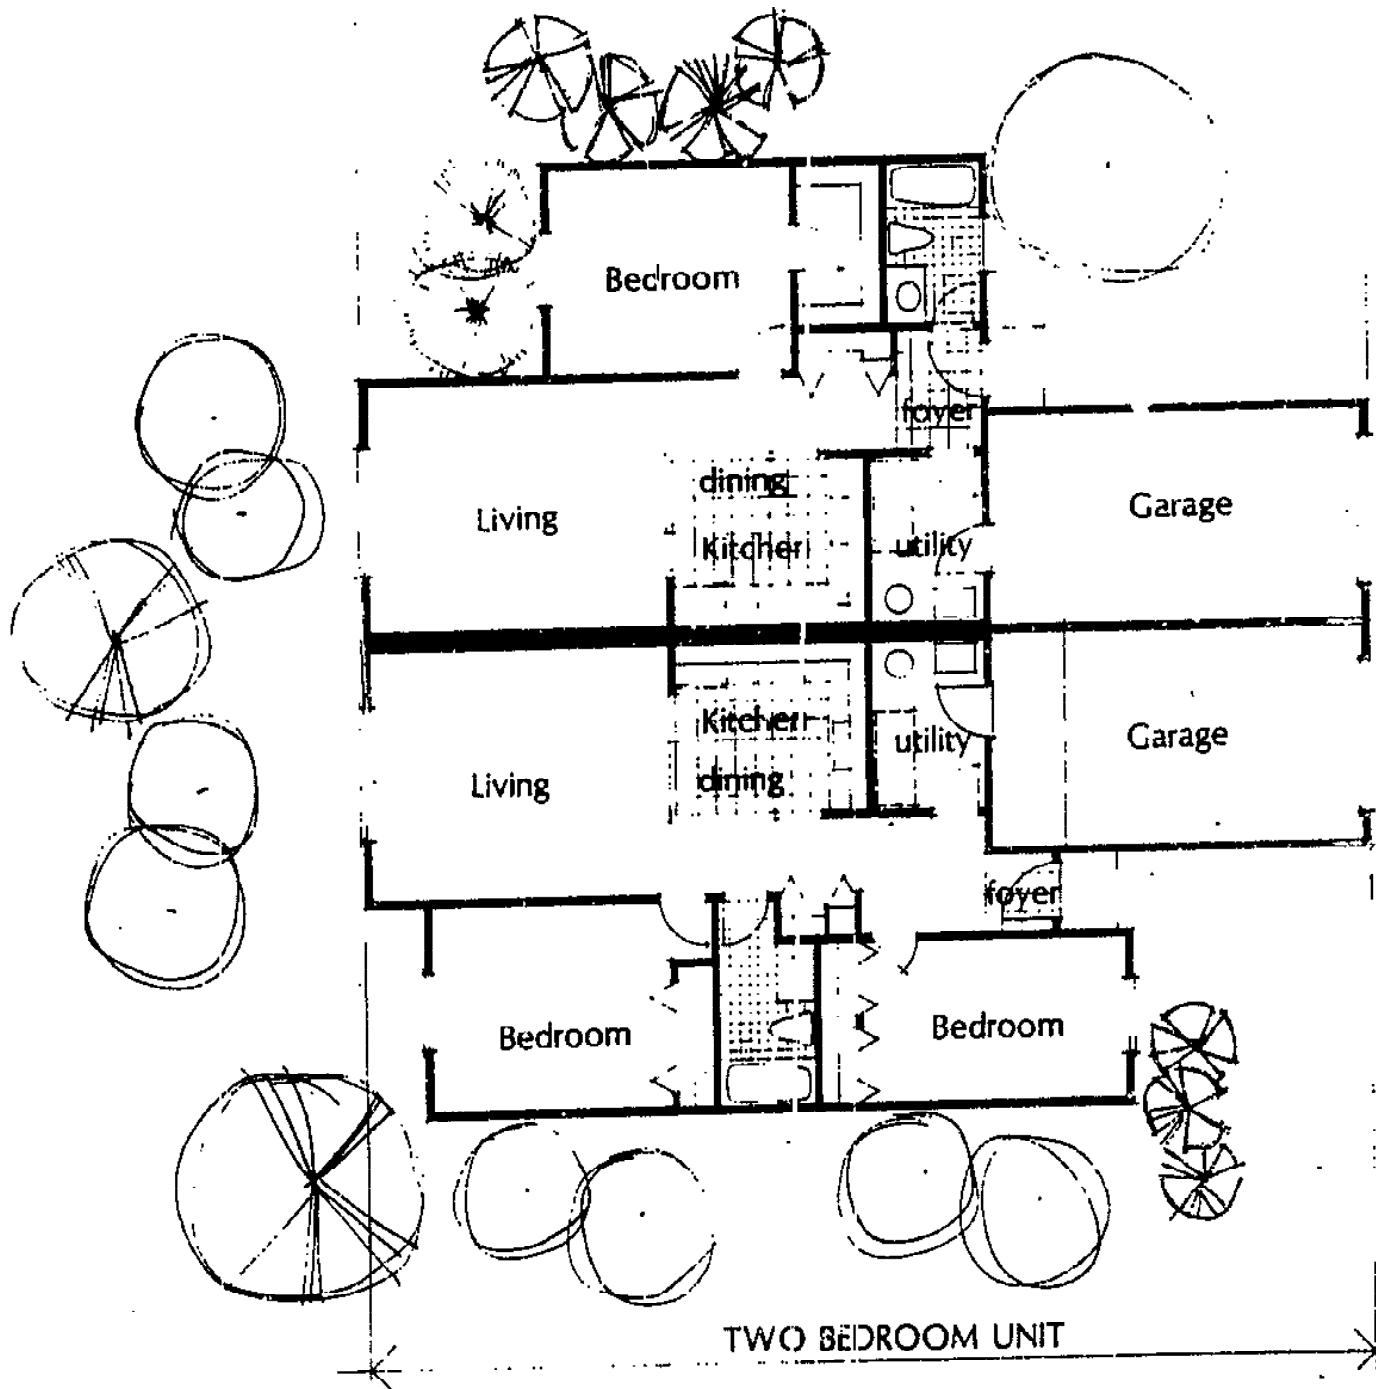 Bedroom
foyer
dining
Living
Garage
Kitchen
utility
Kitchen
utility
Garage
dining
Living
foyer
Bedroom
Bedroom
TWO BEDROOM UNIT